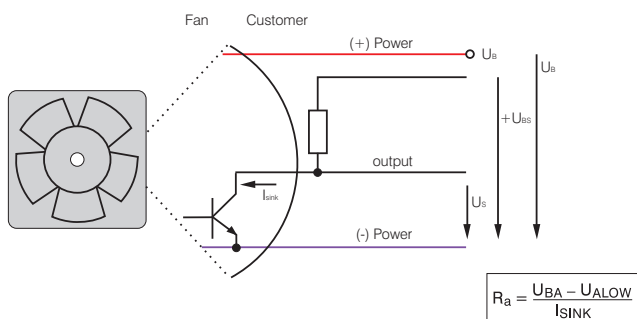 Fan Customer
(+) Power
UB
UB
+UBS
output
Isink
US
(-) Power
Ra = UBA – UALOW
ISINK